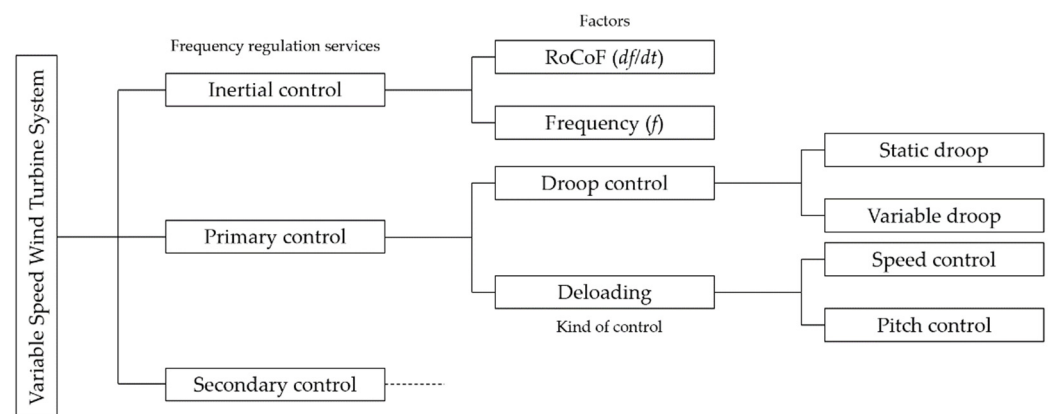 Variable Speed Wind Turbine System
Frequency regulation services
Inertial control
Primary control
Secondary control
Factors
RoCoF (df/dt)
Frequency (f)
Droop control
Deloading
Kind of control
Static droop
Variable droop
Speed control
Pitch control